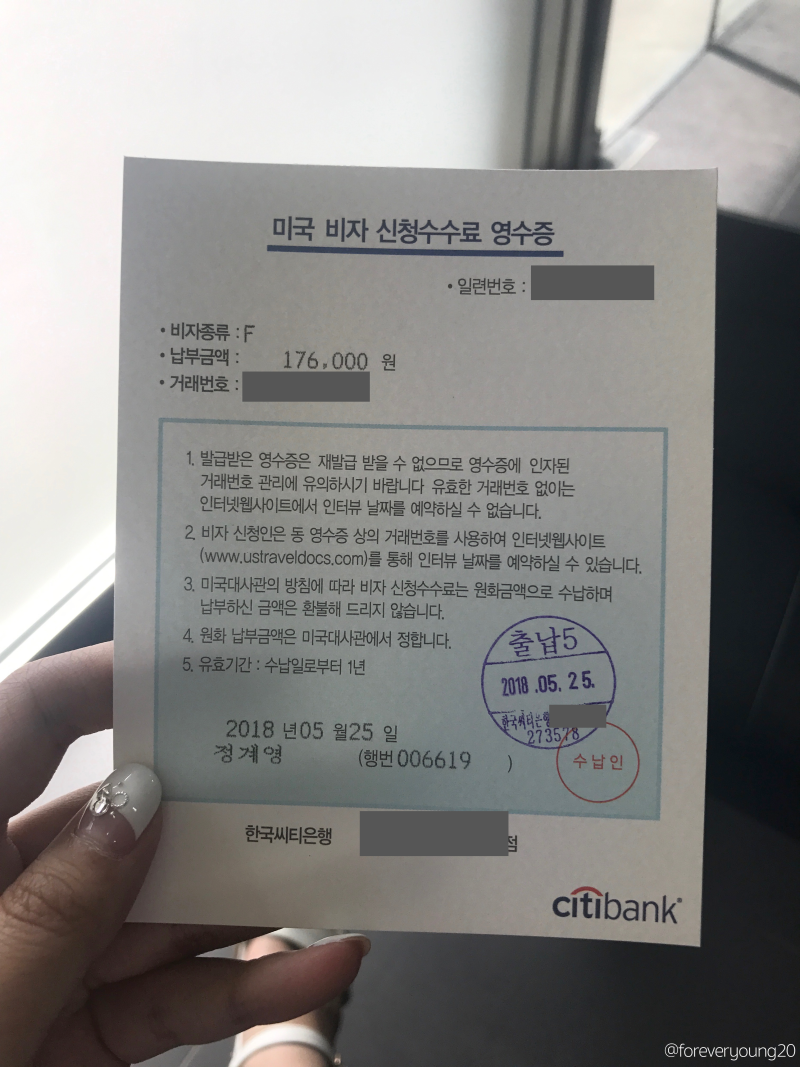 미국 비자 신청수수료 영수증
• 일련번호 :
• 비자종류 : F
• 납부금액 : 176,000 원
• 거래번호 :
1. 발급받은 영수증은 재발급 받을 수 없으므로 영수증에 인자된
거래번호 관리에 유의하시기 바랍니다 유효한 거래번호 없이는
인터넷웹사이트에서 인터뷰 날짜를 예약하실 수 없습니다.
2. 비자 신청인은 동 영수증 상의 거래번호를 사용하여 인터넷웹사이트
(www.ustraveldocs.com)를 통해 인터뷰 날짜를 예약하실 수 있습니다.
3. 미국대사관의 방침에 따라 비자 신청수수료는 원화금액으로 수납하며
납부하신 금액은 환불해 드리지 않습니다.
4. 원화 납부금액은 미국대사관에서 정합니다.
5. 유효기간 : 수납일로부터 1년
출납5
2018.05.25.
한국씨티은행
273578
2018 년05 월25 일
정계영 (행번006619 )
수납인
한국씨티은행 점
citibank
@foreveryoung20